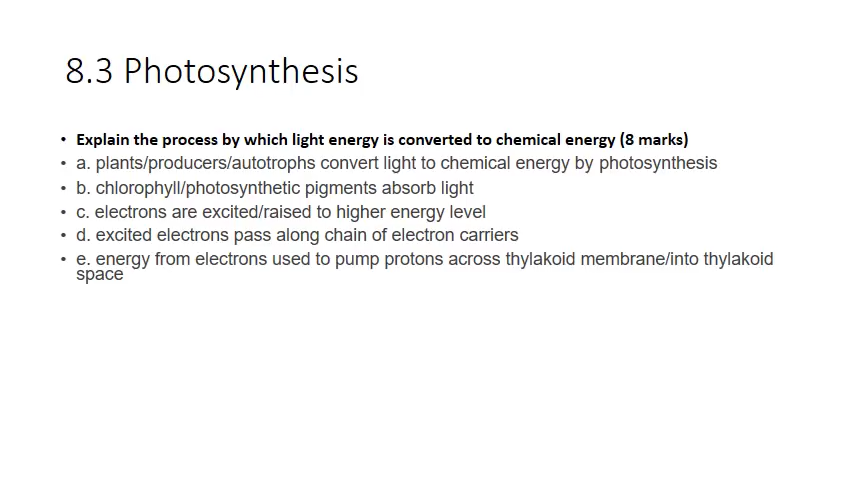 8.3 Photosynthesis
• Explain the process by which light energy is converted to chemical energy (8 marks)
• a. plants/producers/autotrophs convert light to chemical energy by photosynthesis
• b. chlorophyll/photosynthetic pigments absorb light
• c. electrons are excited/raised to higher energy level
• d. excited electrons pass along chain of electron carriers
• e. energy from electrons used to pump protons across thylakoid membrane/into thylakoid
space